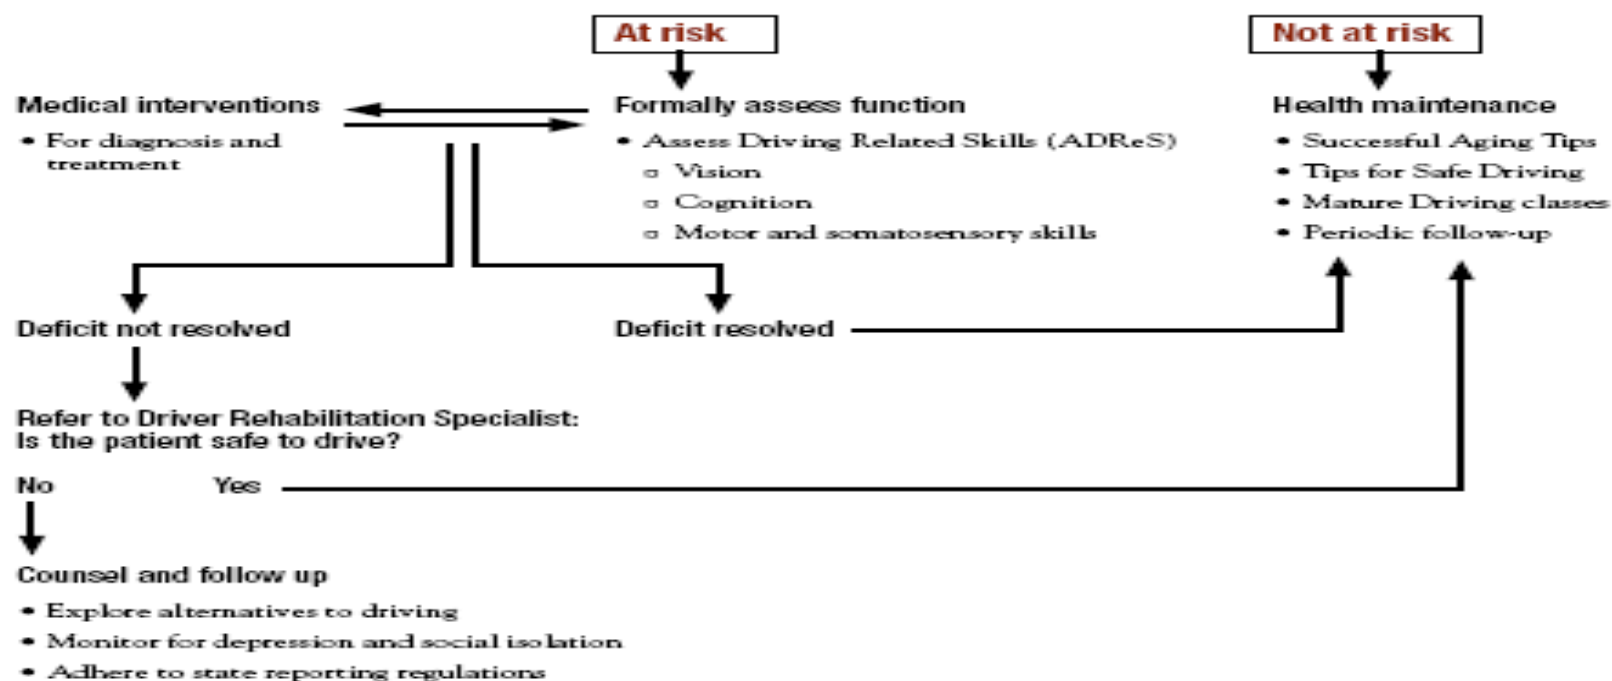 At risk
Not at risk
Medical interventions
• For diagnosis and
treatment
Formally assess function
• Assess Driving Related Skills (ADReS)
▫ Vision
▫ Cognition
▫ Motor and somatosensory skills
Health maintenance
• Successful Aging Tips
• Tips for Safe Driving
• Mature Driving classes
• Periodic follow-up
Deficit not resolved
Deficit resolved
Refer to Driver Rehabilitation Specialist:
Is the patient safe to drive?
No
Yes
Counsel and follow up
• Explore alternatives to driving
• Monitor for depression and social isolation
• Adhere to state reporting regulations